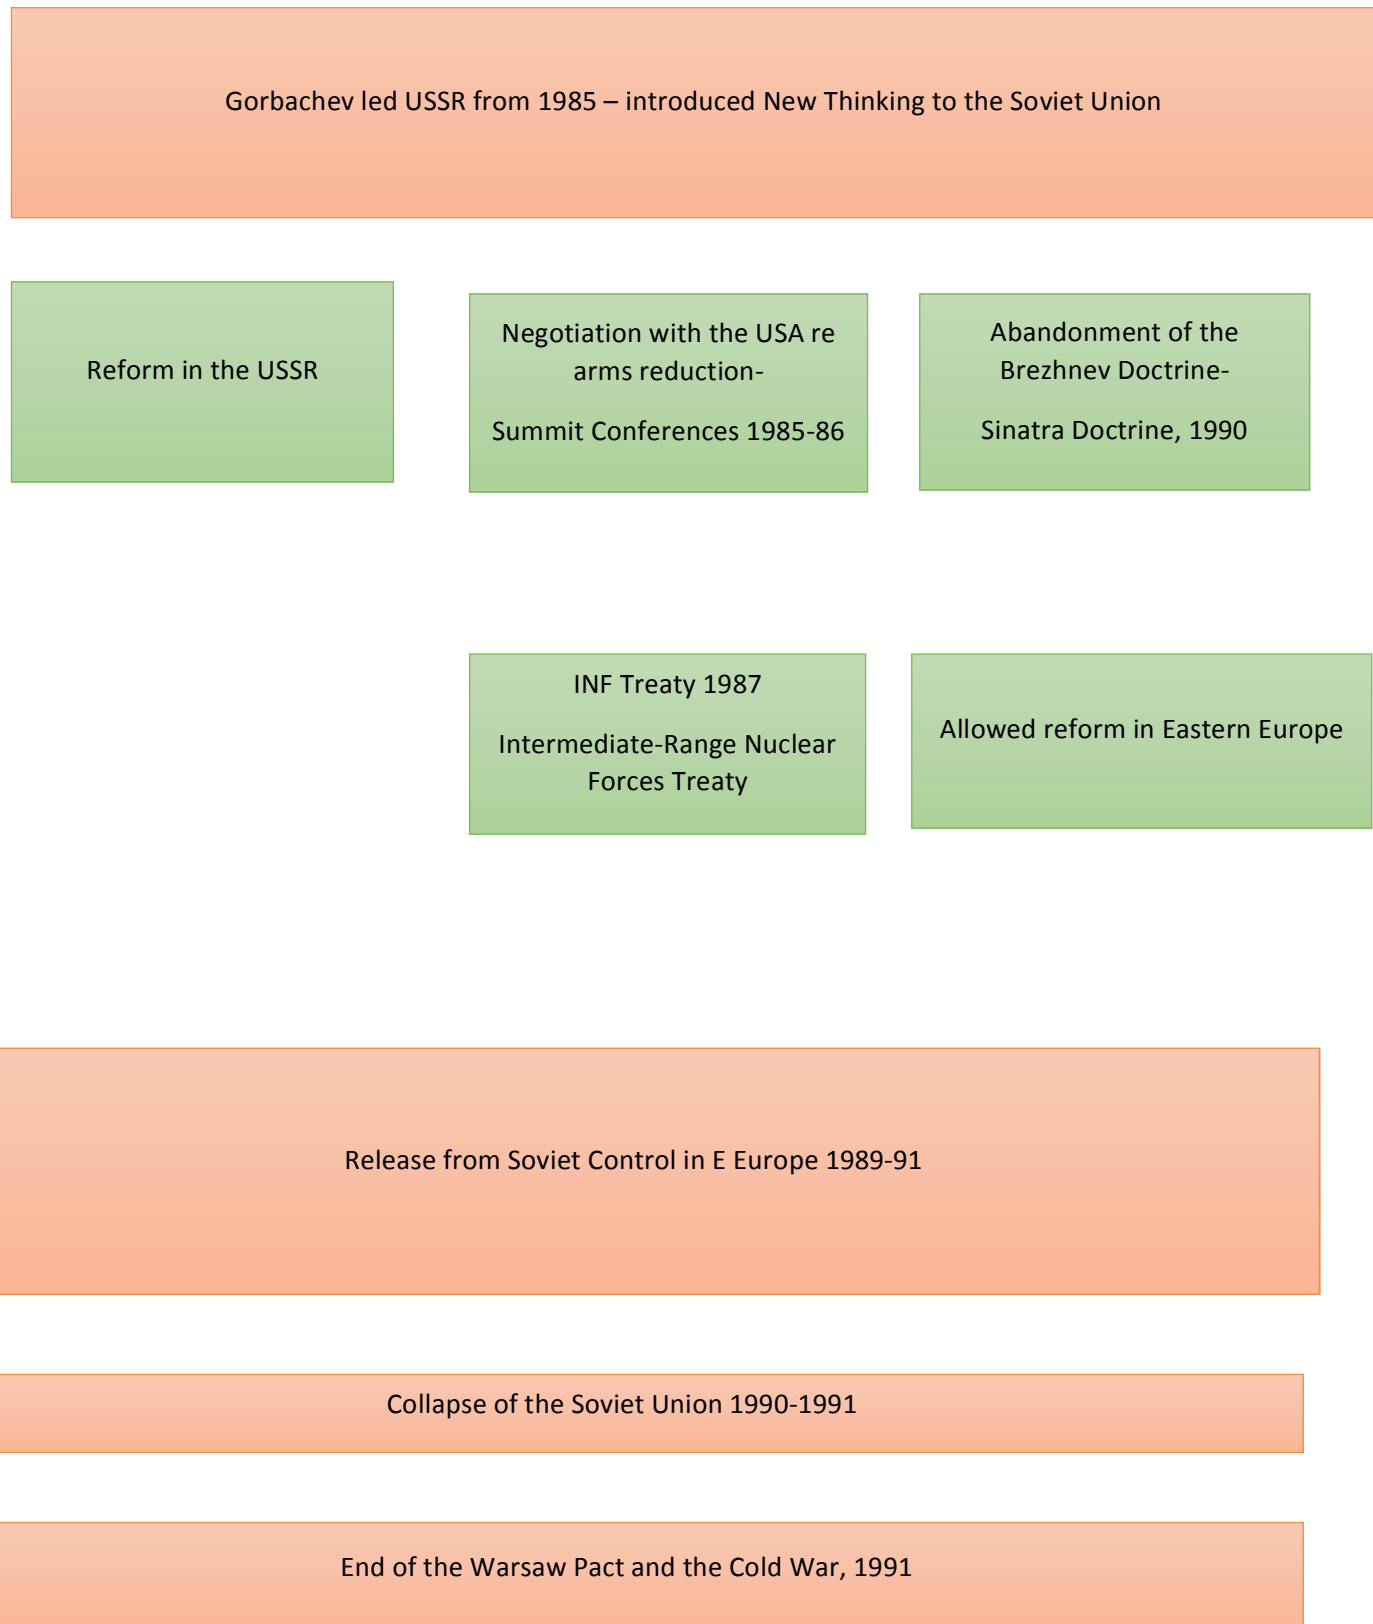 Gorbachev led USSR from 1985 – introduced New Thinking to the Soviet Union
Reform in the USSR
Negotiation with the USA re
arms reduction-
Summit Conferences 1985-86
Abandonment of the
Brezhnev Doctrine-
Sinatra Doctrine, 1990
INF Treaty 1987
Intermediate-Range Nuclear
Forces Treaty
Allowed reform in Eastern Europe
Release from Soviet Control in E Europe 1989-91
Collapse of the Soviet Union 1990-1991
End of the Warsaw Pact and the Cold War, 1991